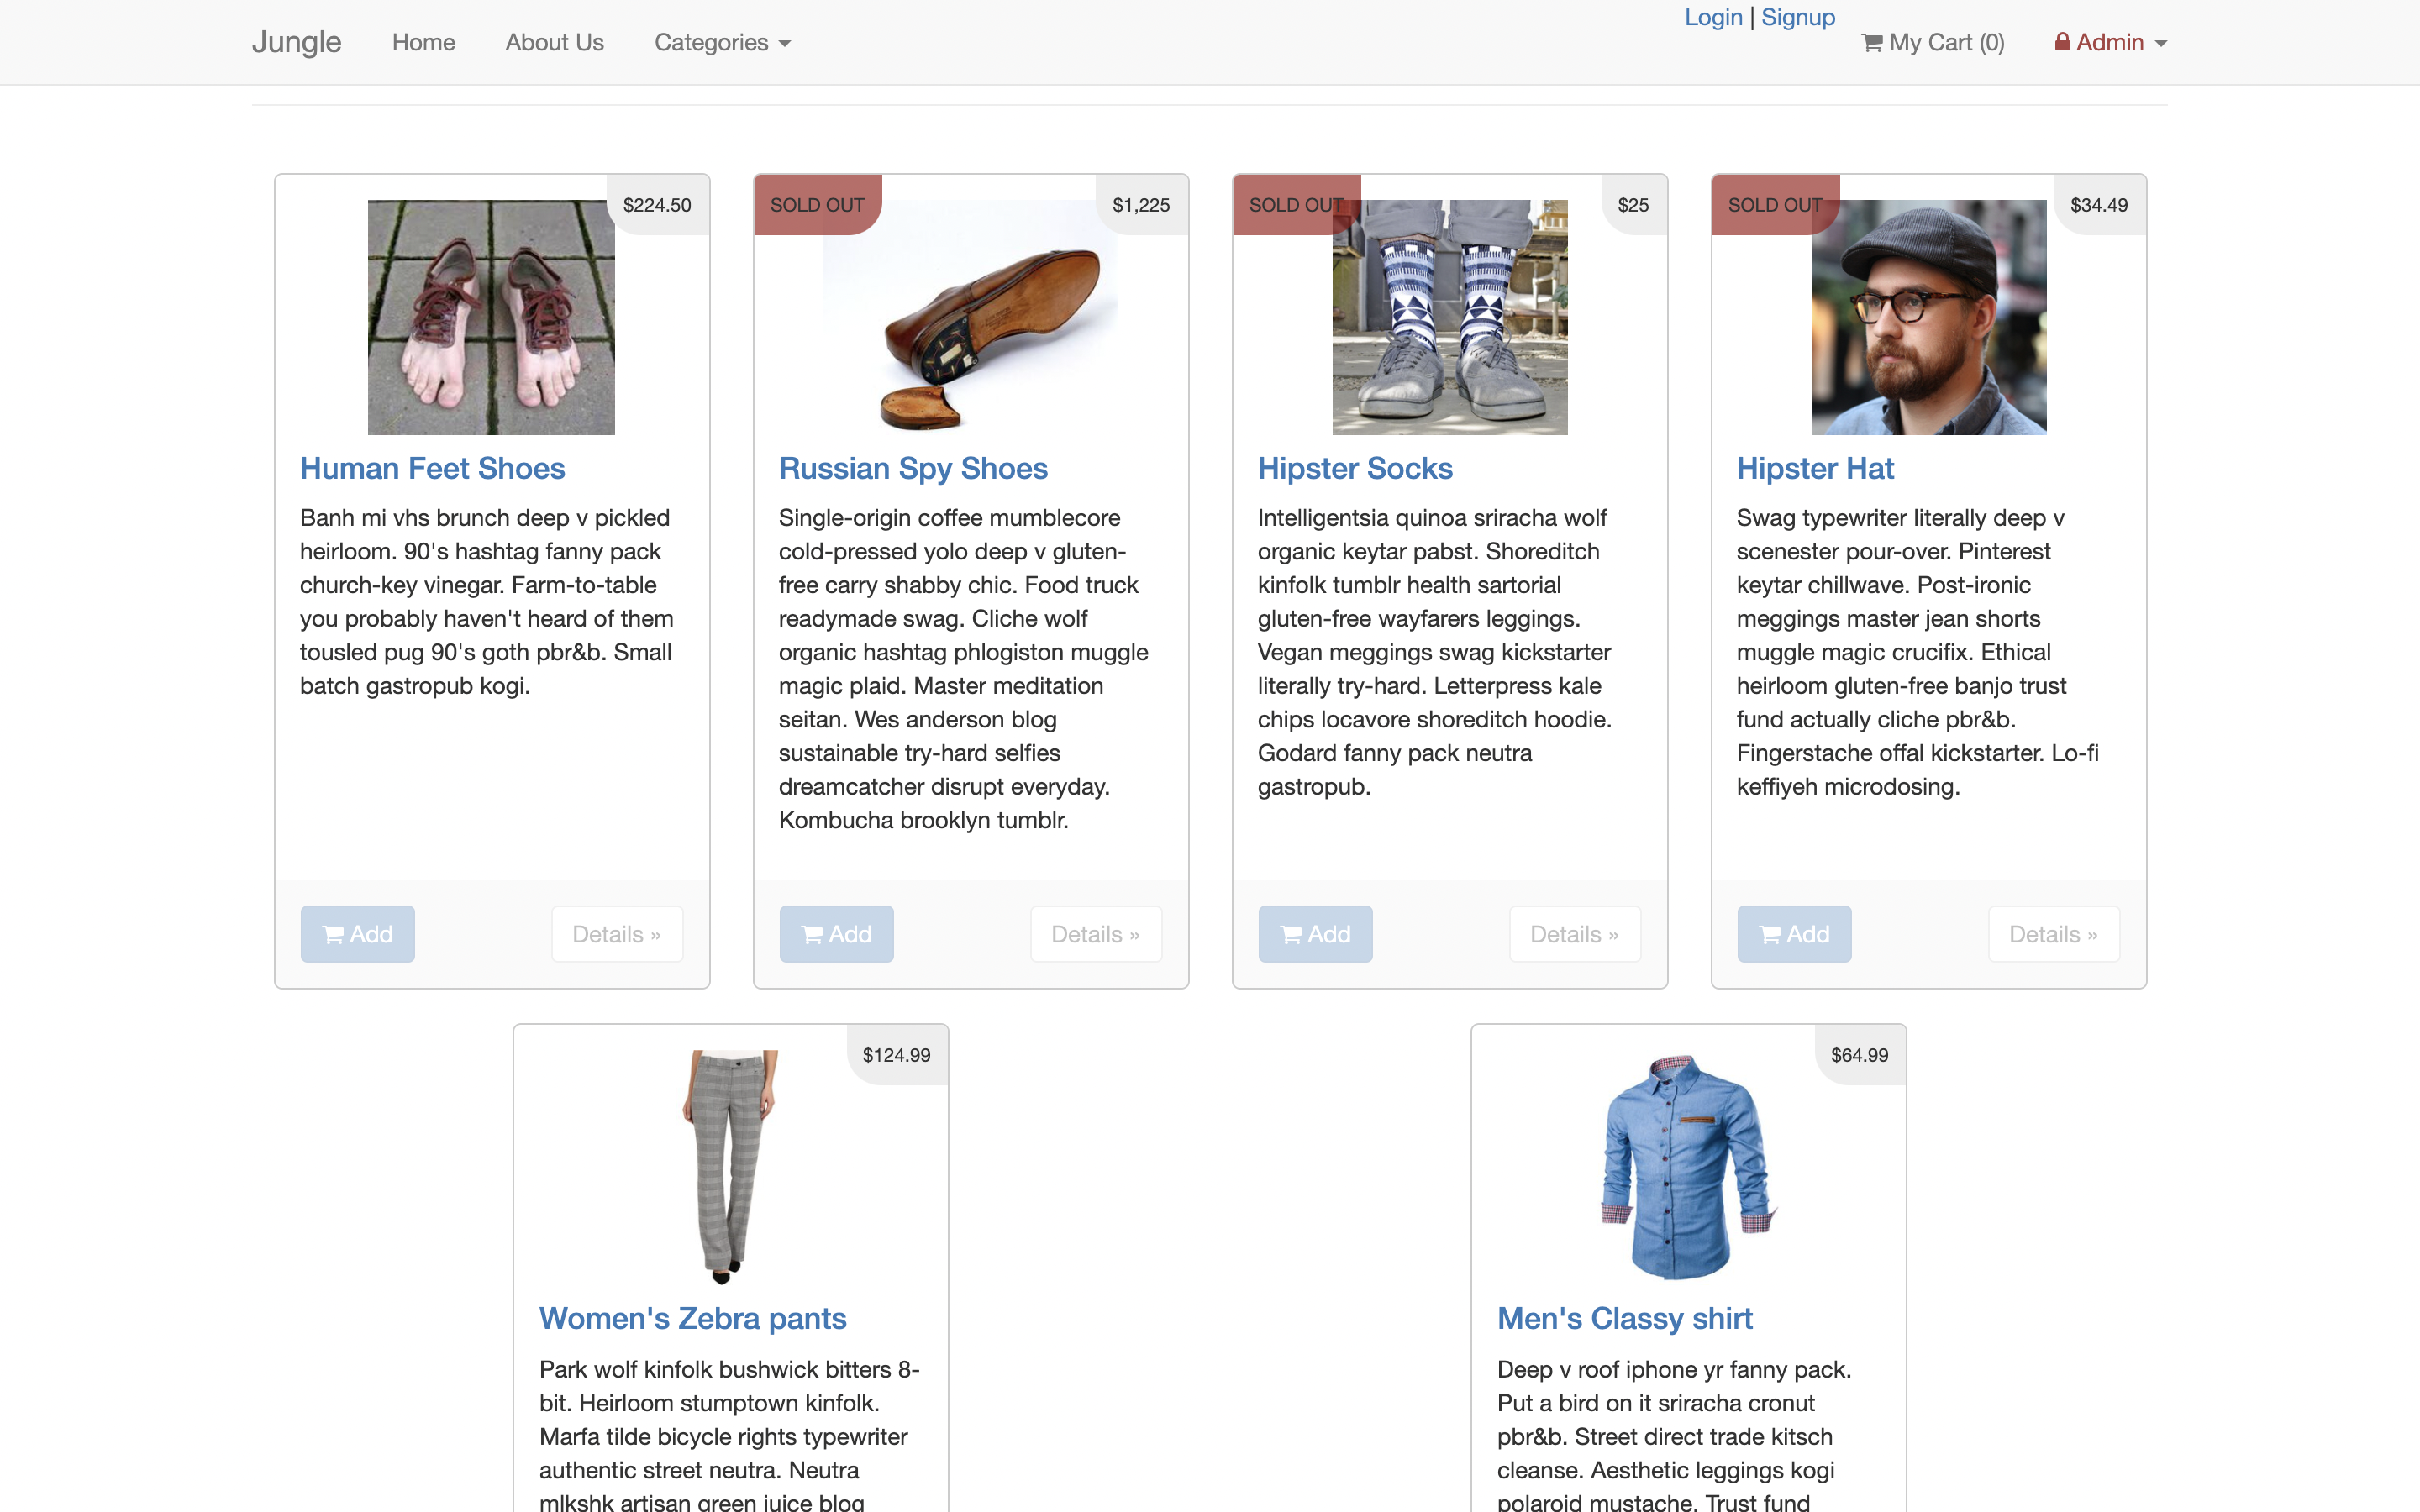 Login | Signup
Jungle Home About Us Categories My Cart (0) Admin
$224.50
Human Feet Shoes
Banh mi vhs brunch deep v pickled
heirloom. 90's hashtag fanny pack
church-key vinegar. Farm-to-table
you probably haven't heard of them
tousled pug 90's goth pbr&b. Small
batch gastropub kogi.
Add Details »
SOLD OUT $1,225
Russian Spy Shoes
Single-origin coffee mumblecore
cold-pressed yolo deep v gluten-
free carry shabby chic. Food truck
readymade swag. Cliche wolf
organic hashtag phlogiston muggle
magic plaid. Master meditation
seitan. Wes anderson blog
sustainable try-hard selfies
dreamcatcher disrupt everyday.
Kombucha brooklyn tumblr.
Add Details »
SOLD OUT $25
Hipster Socks
Intelligentsia quinoa sriracha wolf
organic keytar pabst. Shoreditch
kinfolk tumblr health sartorial
gluten-free wayfarers leggings.
Vegan meggings swag kickstarter
literally try-hard. Letterpress kale
chips locavore shoreditch hoodie.
Godard fanny pack neutra
gastropub.
Add Details »
SOLD OUT $34.49
Hipster Hat
Swag typewriter literally deep v
scenester pour-over. Pinterest
keytar chillwave. Post-ironic
meggings master jean shorts
muggle magic crucifix. Ethical
heirloom gluten-free banjo trust
fund actually cliche pbr&b.
Fingerstache offal kickstarter. Lo-fi
keffiyeh microdosing.
Add Details »
$124.99
Women's Zebra pants
Park wolf kinfolk bushwick bitters 8-
bit. Heirloom stumptown kinfolk.
Marfa tilde bicycle rights typewriter
authentic street neutra. Neutra
mlkshk artisan green juice blog
$64.99
Men's Classy shirt
Deep v roof iphone yr fanny pack.
Put a bird on it sriracha cronut
pbr&b. Street direct trade kitsch
cleanse. Aesthetic leggings kogi
polaroid mustache. Trust fund